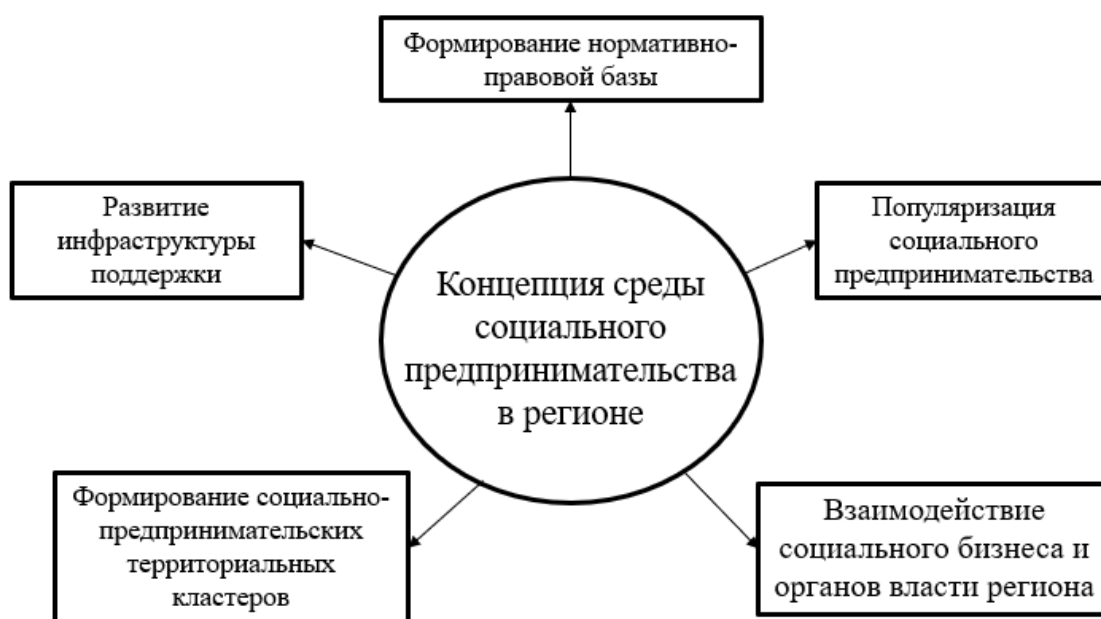 Формирование нормативно-
правовой базы
Развитие
инфраструктуры
поддержки
Популяризация
социального
предпринимательства
Концепция среды
социального
предпринимательства
в регионе
Формирование социально-
предпринимательских
территориальных
кластеров
Взаимодействие
социального бизнеса и
органов власти региона